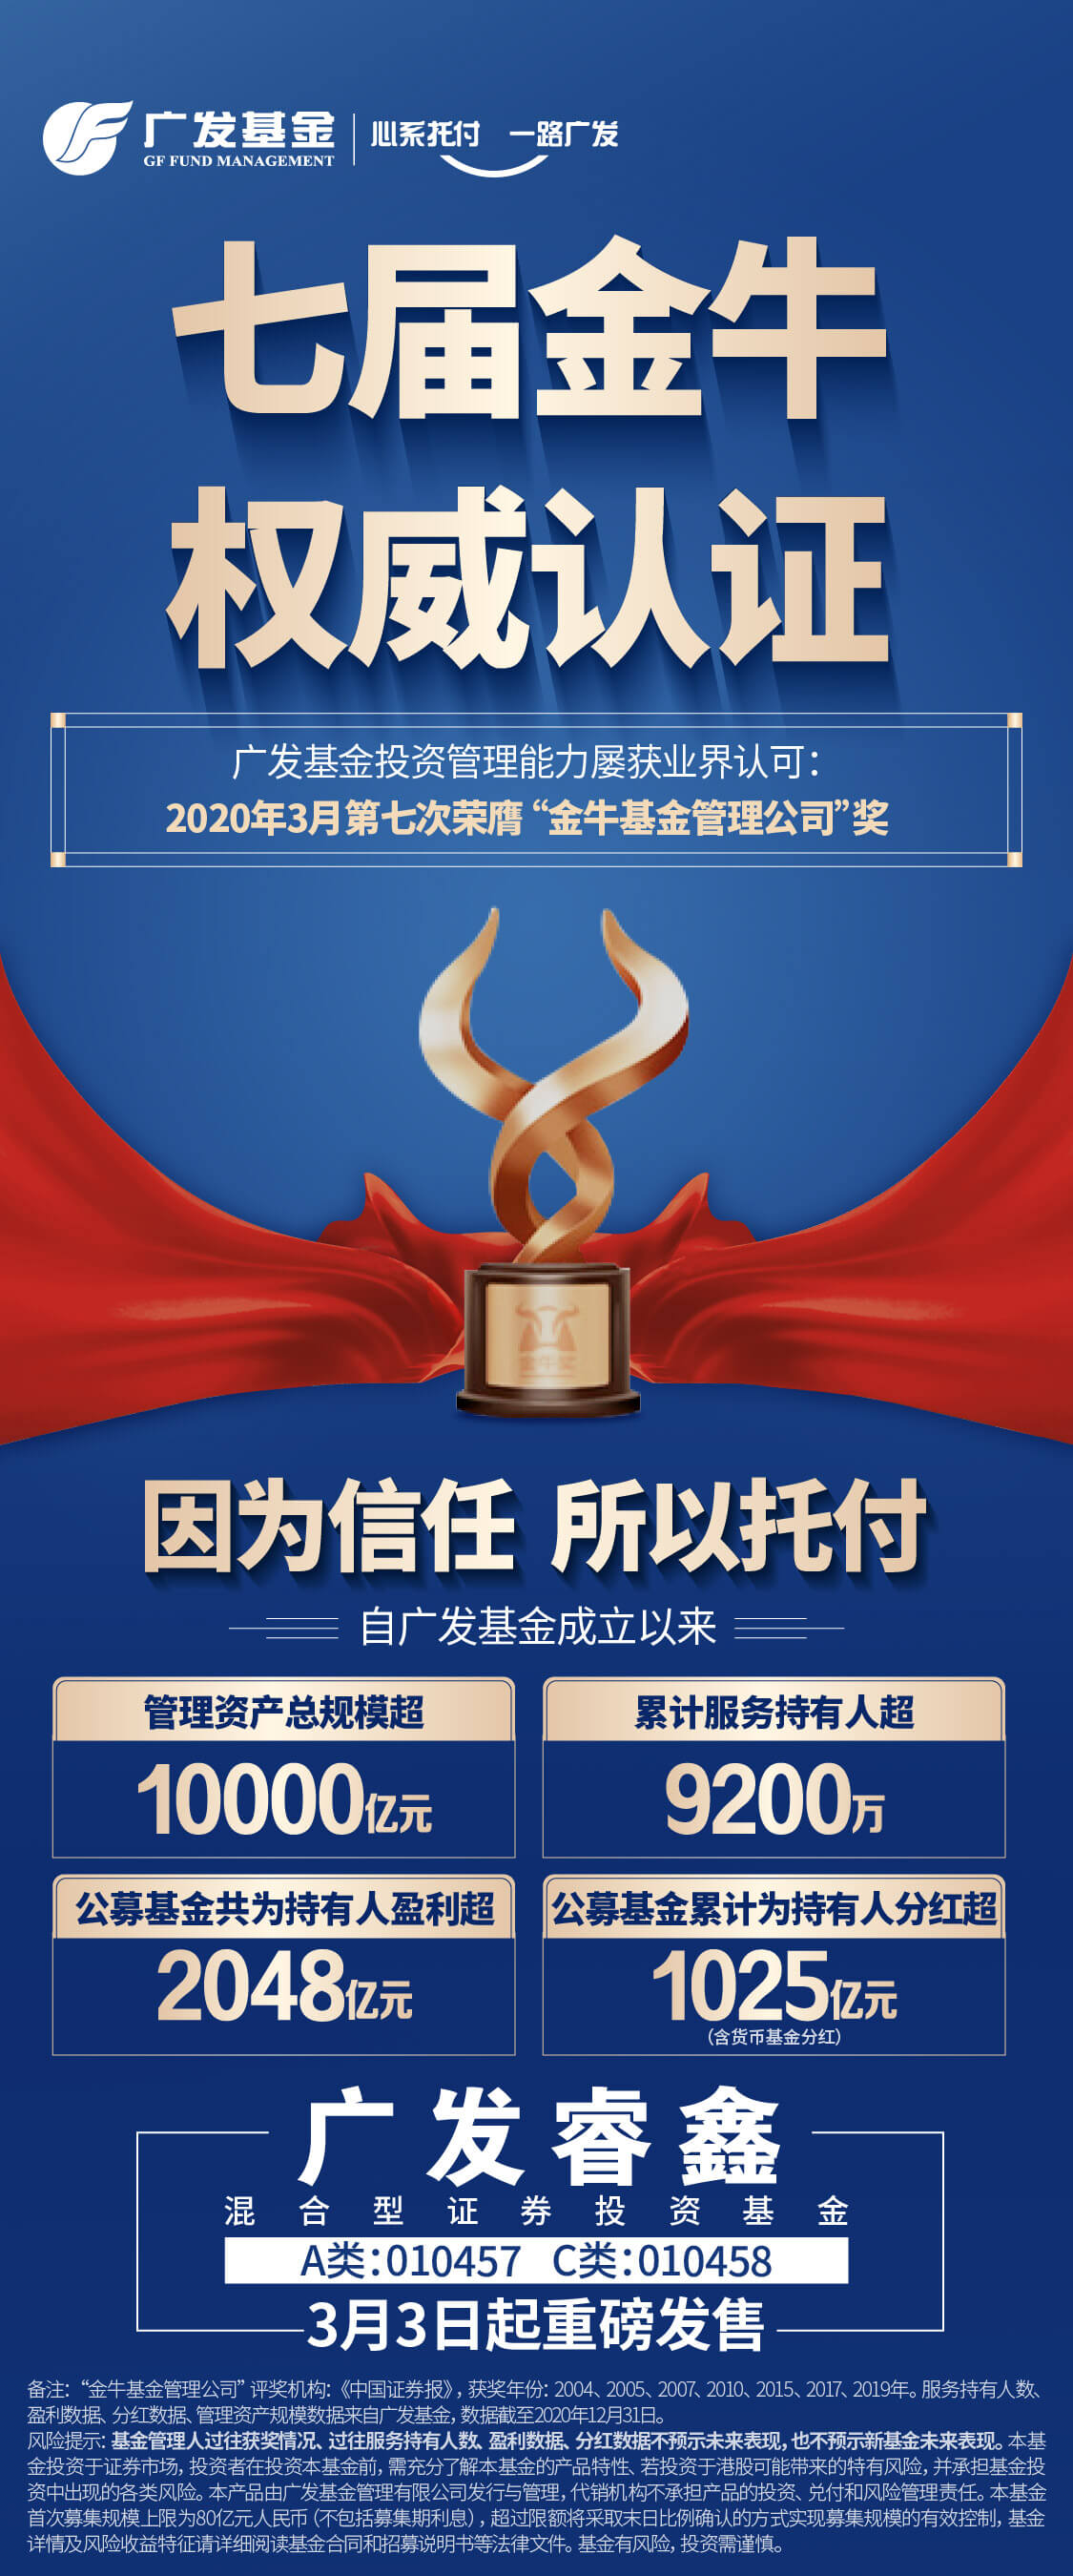 广发基金
GF FUND MANAGEMENT
心系托付 一路广发
七届金牛
权威认证
广发基金投资管理能力屡获业界认可：
2020年3月第七次荣膺“金牛基金管理公司”奖
金牛奖
因为信任 所以托付
自广发基金成立以来
管理资产总规模超
10000亿元
累计服务持有人超
9200万
公募基金共为持有人盈利超
2048亿元
公募基金累计为持有人分红超
1025亿元
（含货币基金分红）
广发睿鑫
混合型证券投资基金
A类：010457 C类：010458
3月3日起重磅发售
备注：“金牛基金管理公司”评奖机构：《中国证券报》，获奖年份：2004、2005、2007、2010、2015、2017、2019年。服务持有人数、
盈利数据、分红数据、管理资产规模数据来自广发基金，数据截至2020年12月31日。
风险提示：基金管理人过往获奖情况、过往服务持有人数、盈利数据、分红数据不预示未来表现，也不预示新基金未来表现。本基
金投资于证券市场，投资者在投资本基金前，需充分了解本基金的产品特性、若投资于港股可能带来的特有风险，并承担基金投
资中出现的各类风险。本产品由广发基金管理有限公司发行与管理，代销机构不承担产品的投资、兑付和风险管理责任。本基金
首次募集规模上限为80亿元人民币（不包括募集期利息），超过限额将采取末日比例确认的方式实现募集规模的有效控制，基金
详情及风险收益特征请详细阅读基金合同和招募说明书等法律文件。基金有风险，投资需谨慎。